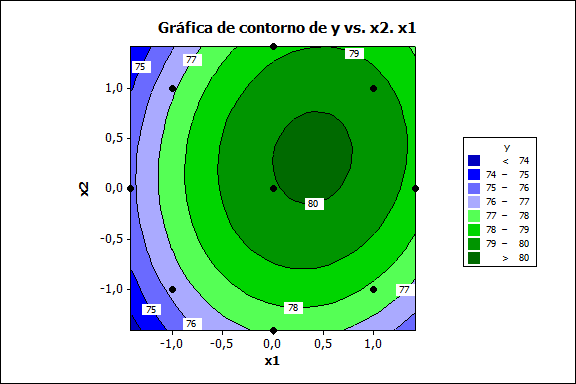 Gráfica de contorno de y vs. x2. x1
75
77
79
80
78
77
75
76
1,0
0,5
0,0
-0,5
-1,0
x2
-1,0
-0,5
0,0
0,5
1,0
x1
y
< 74
74 – 75
75 – 76
76 – 77
77 – 78
78 – 79
79 – 80
> 80